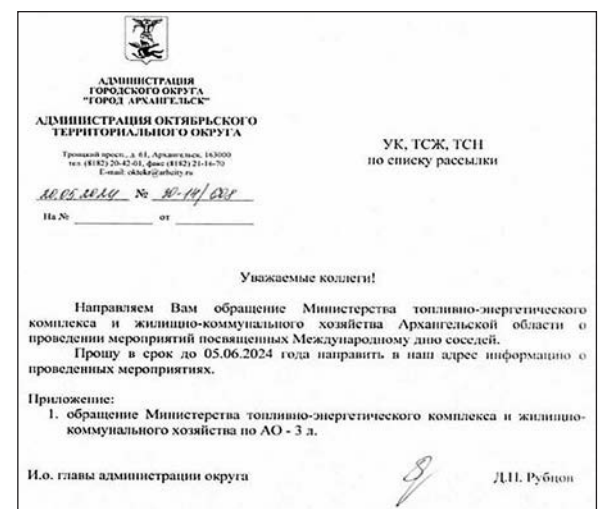 АДМИНИСТРАЦИЯ
ГОРОДСКОГО ОКРУГА
"ГОРОД АРХАНГЕЛЬСК"
АДМИНИСТРАЦИЯ ОКТЯБРЬСКОГО
ТЕРРИТОРИАЛЬНОГО ОКРУГА
Троицкий просп., д. 61, Архангельск, 163000
тел. (8182) 20-42-01, факс (8182) 21-16-70
E-mail: oktokr@arhcity.ru
20.05.2024 №
На № от
УК, ТСЖ, ТСН
по списку рассылки
Уважаемые коллеги!
Направляем Вам обращение Министерства топливно-энергетического
комплекса и жилищно-коммунального хозяйства Архангельской области о
проведении мероприятий посвященных Международному дню соседей.
Прошу в срок до 05.06.2024 года направить в наш адрес информацию о
проведенных мероприятиях.
Приложение:
1. обращение Министерства топливно-энергетического комплекса и жилищно-
коммунального хозяйства по АО - 3 л.
И.о. главы администрации округа Д.П. Рубцов